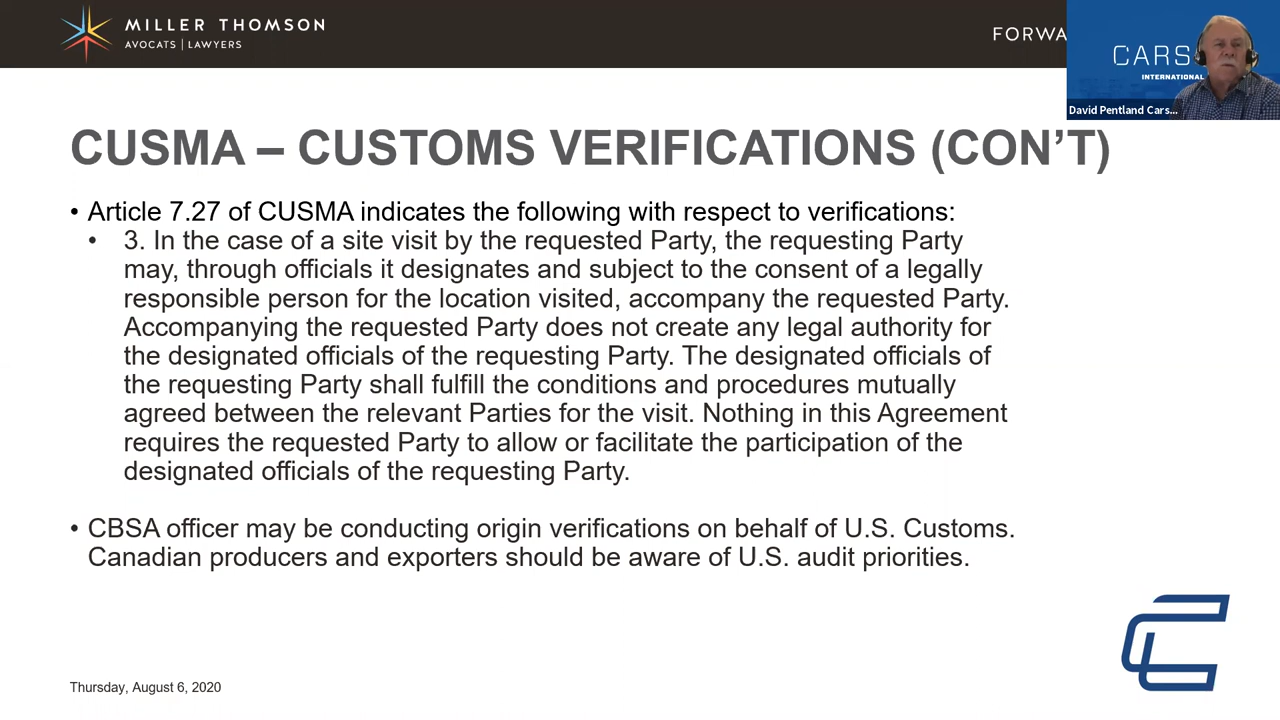 MILLER THOMSON
AVOCATS | LAWYERS
FORWA
CARS
INTERNATIONAL
David Pentland Cars...
CUSMA – CUSTOMS VERIFICATIONS (CON’T)
• Article 7.27 of CUSMA indicates the following with respect to verifications:
• 3. In the case of a site visit by the requested Party, the requesting Party
may, through officials it designates and subject to the consent of a legally
responsible person for the location visited, accompany the requested Party.
Accompanying the requested Party does not create any legal authority for
the designated officials of the requesting Party. The designated officials of
the requesting Party shall fulfill the conditions and procedures mutually
agreed between the relevant Parties for the visit. Nothing in this Agreement
requires the requested Party to allow or facilitate the participation of the
designated officials of the requesting Party.
• CBSA officer may be conducting origin verifications on behalf of U.S. Customs.
Canadian producers and exporters should be aware of U.S. audit priorities.
Thursday, August 6, 2020